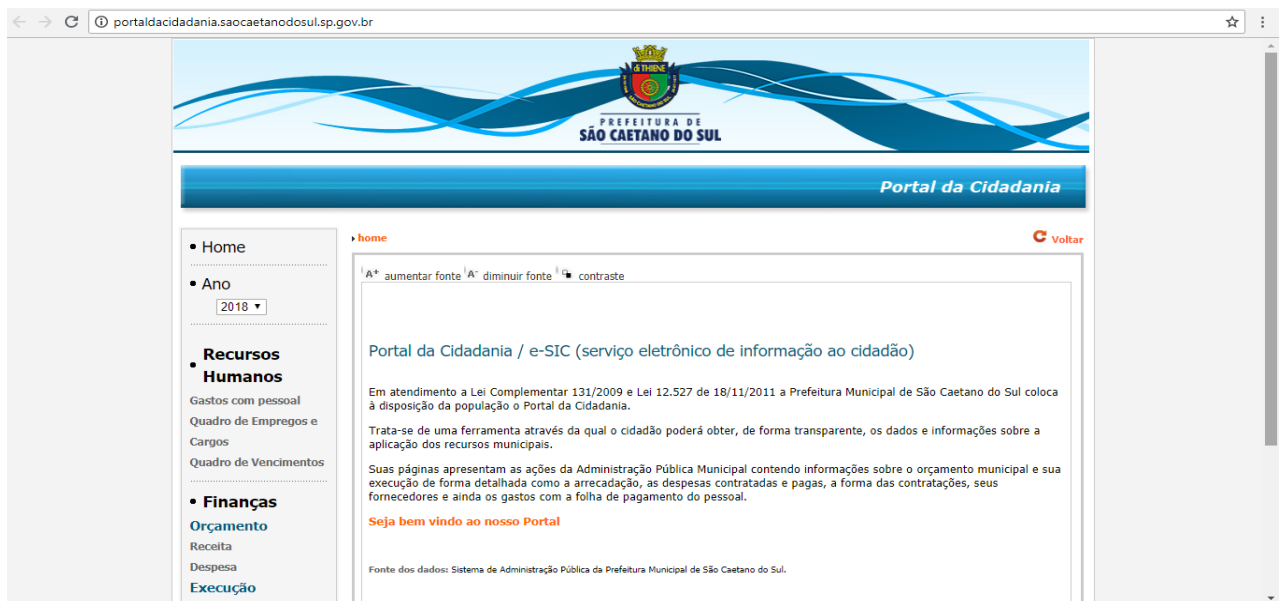 portaldacidadania.saocaetanodosul.sp.gov.br
di THIENE
PREFEITURA DE
SÃO CAETANO DO SUL
Portal da Cidadania
Home
Ano
2018
Recursos
Humanos
Gastos com pessoal
Quadro de Empregos e
Cargos
Quadro de Vencimentos
Finanças
Orçamento
Receita
Despesa
Execução
home
Voltar
A+ aumentar fonte A- diminuir fonte contraste
Portal da Cidadania / e-SIC (serviço eletrônico de informação ao cidadão)
Em atendimento a Lei Complementar 131/2009 e Lei 12.527 de 18/11/2011 a Prefeitura Municipal de São Caetano do Sul coloca
à disposição da população o Portal da Cidadania.
Trata-se de uma ferramenta através da qual o cidadão poderá obter, de forma transparente, os dados e informações sobre a
aplicação dos recursos municipais.
Suas páginas apresentam as ações da Administração Pública Municipal contendo informações sobre o orçamento municipal e sua
execução de forma detalhada como a arrecadação, as despesas contratadas e pagas, a forma das contratações, seus
fornecedores e ainda os gastos com a folha de pagamento do pessoal.
Seja bem vindo ao nosso Portal
Fonte dos dados: Sistema de Administração Pública da Prefeitura Municipal de São Caetano do Sul.